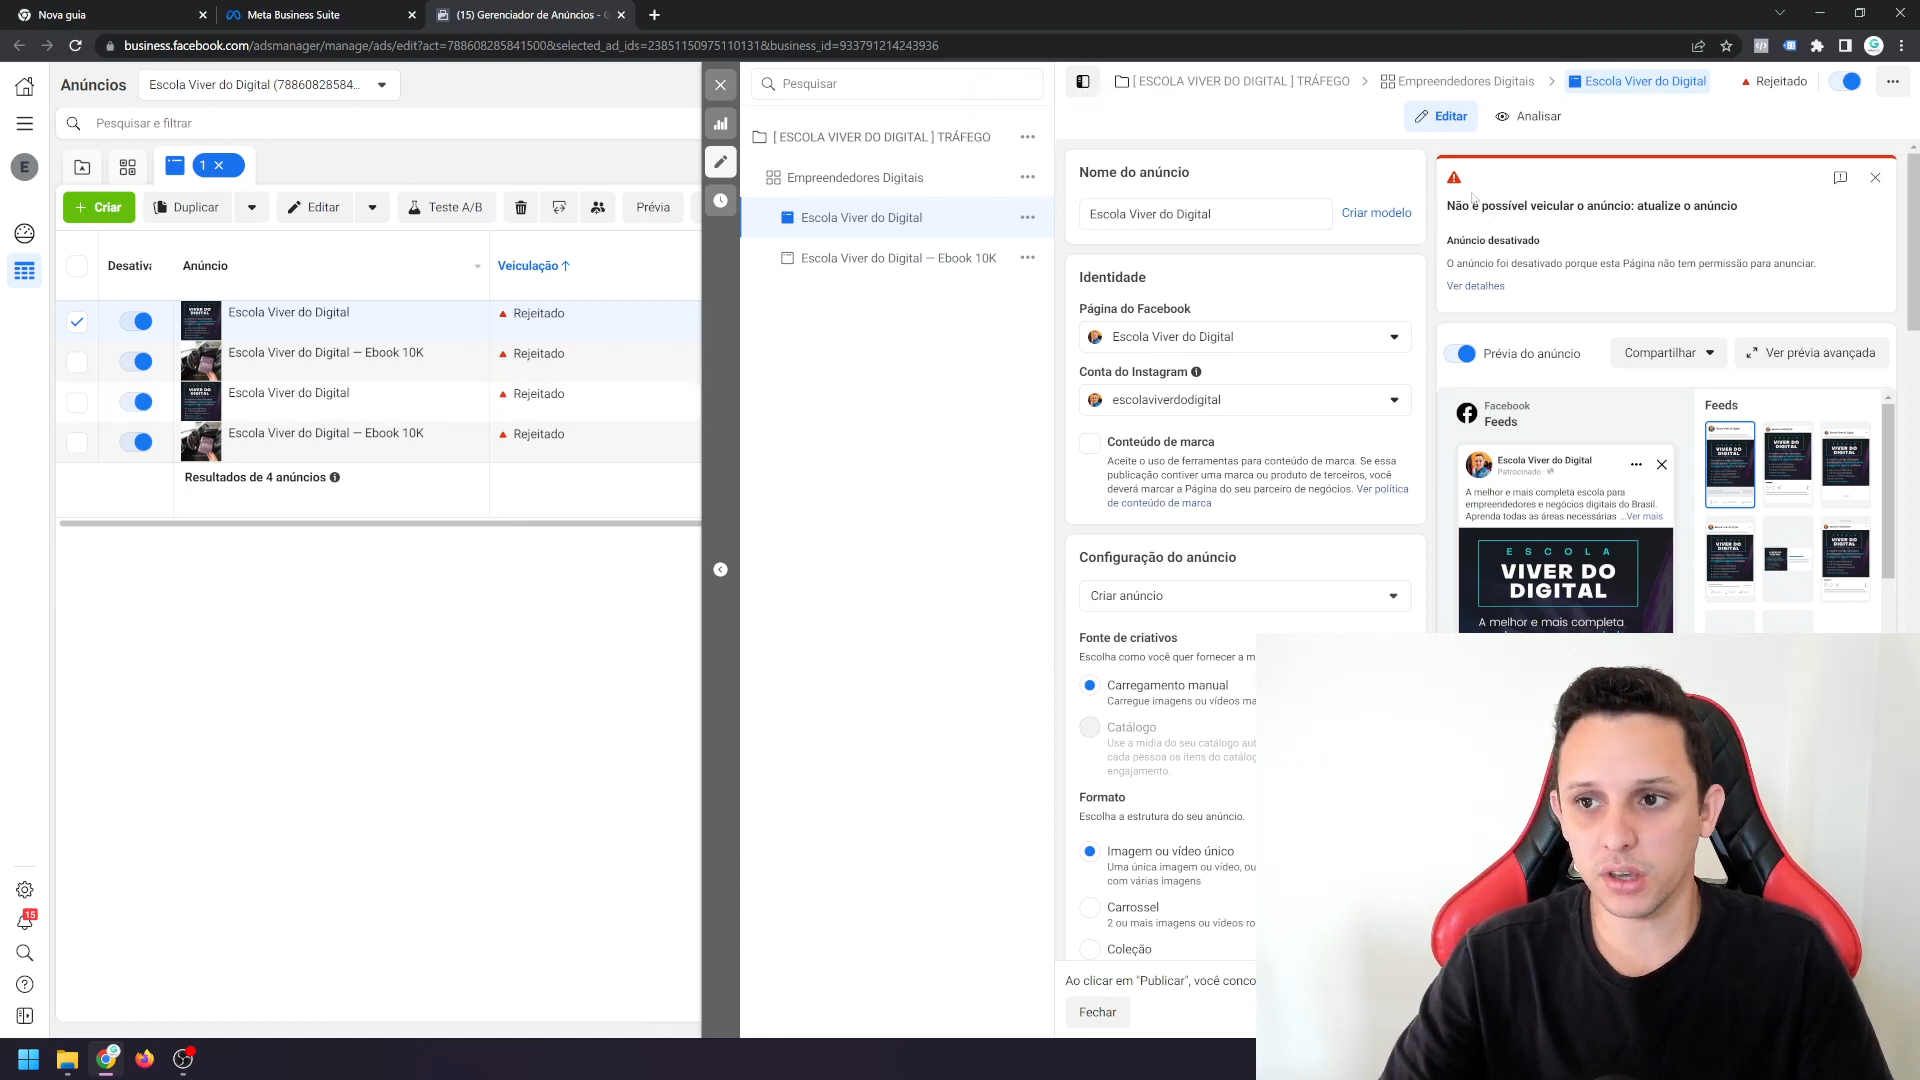 Nova guia
Meta Business Suite
(15) Gerenciador de Anúncios - G
business.facebook.com/adsmanager/manage/ads/edit?act=788608285841500&selected_ad_ids=23851150975110131&business_id=933791214243936
Anúncios
Escola Viver do Digital (78860828584...
Pesquisar e filtrar
E
1
Criar
Duplicar
Editar
Teste A/B
Prévia
Desativa
Anúncio
Veiculação
Escola Viver do Digital
Rejeitado
Escola Viver do Digital — Ebook 10K
Rejeitado
Escola Viver do Digital
Rejeitado
Escola Viver do Digital — Ebook 10K
Rejeitado
Resultados de 4 anúncios
15
Pesquisar
[ ESCOLA VIVER DO DIGITAL ] TRÁFEGO
Empreendedores Digitais
Escola Viver do Digital
Escola Viver do Digital — Ebook 10K
[ ESCOLA VIVER DO DIGITAL ] TRÁFEGO
Empreendedores Digitais
Escola Viver do Digital
Rejeitado
Editar
Analisar
Nome do anúncio
Escola Viver do Digital
Criar modelo
Identidade
Página do Facebook
Escola Viver do Digital
Conta do Instagram
escolaviverdodigital
Conteúdo de marca
Aceite o uso de ferramentas para conteúdo de marca. Se essa
publicação contiver uma marca ou produto de terceiros, você
deverá marcar a Página do seu parceiro de negócios. Ver política
de conteúdo de marca
Configuração do anúncio
Criar anúncio
Fonte de criativos
Escolha como você quer fornecer a m
Carregamento manual
Carregue imagens ou vídeos ma
Catálogo
Use a mídia do seu catálogo aut
cada pessoa os itens do catálog
engajamento.
Formato
Escolha a estrutura do seu anúncio.
Imagem ou vídeo único
Uma única imagem ou vídeo, ou
com várias imagens
Carrossel
2 ou mais imagens ou vídeos ro
Coleção
Ao clicar em "Publicar", você conco
Fechar
Não é possível veicular o anúncio: atualize o anúncio
Anúncio desativado
O anúncio foi desativado porque esta Página não tem permissão para anunciar.
Ver detalhes
Prévia do anúncio
Compartilhar
Ver prévia avançada
Facebook
Feeds
Feeds
Escola Viver do Digital
Patrocinado
A melhor e mais completa escola para
empreendedores e negócios digitais do Brasil.
Aprenda todas as áreas necessárias ...Ver mais
ESCOLA
VIVER DO
DIGITAL
A melhor e mais completa